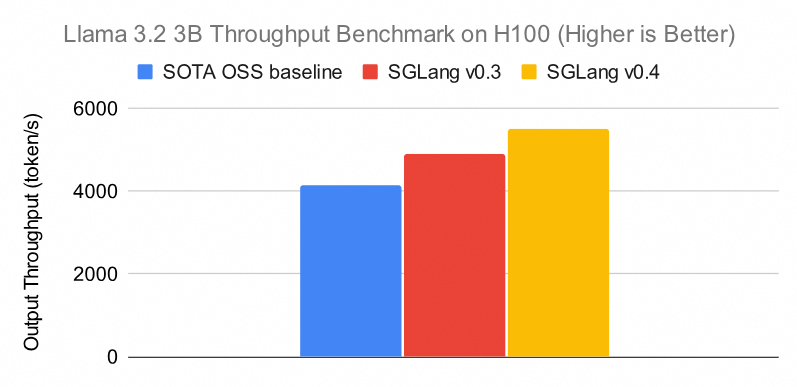 Llama 3.2 3B Throughput Benchmark on H100 (Higher is Better)
SOTA OSS baseline SGLang v0.3 SGLang v0.4
Output Throughput (token/s)
6000
4000
2000
0